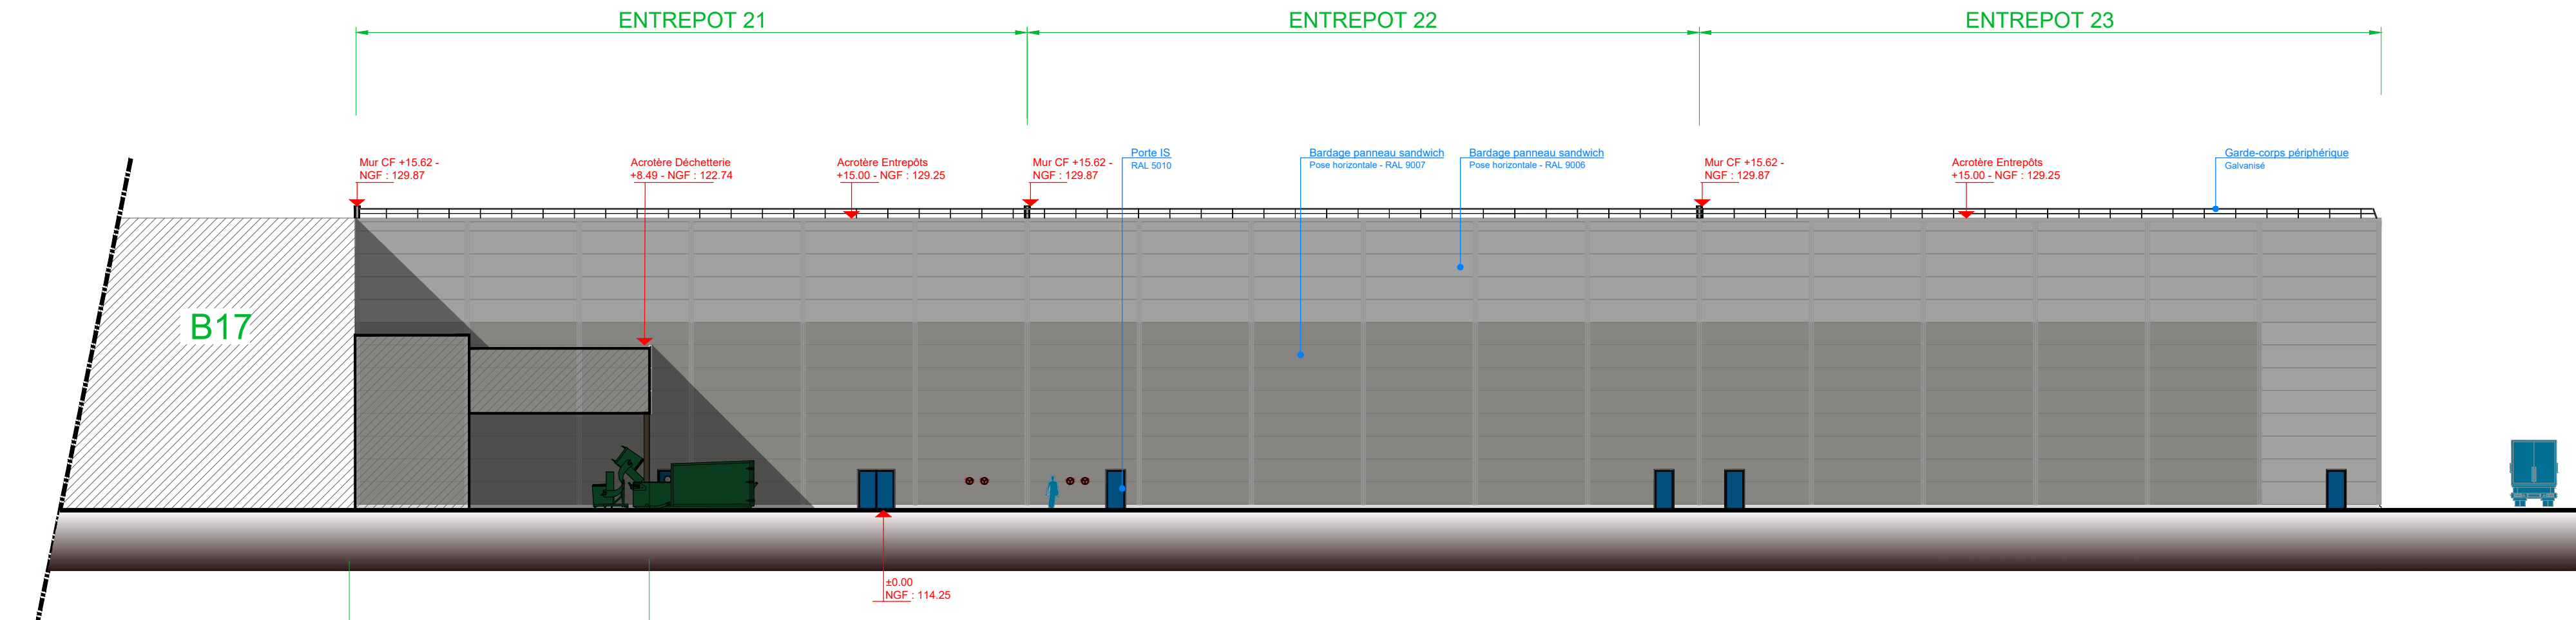 ENTREPOT 21
ENTREPOT 22
ENTREPOT 23
Mur CF +15.62 -
NGF : 129.87
Acrotère Déchetterie
+8.49 - NGF : 122.74
Acrotère Entrepôts
+15.00 - NGF : 129.25
Mur CF +15.62 -
NGF : 129.87
Porte IS
RAL 5010
Bardage panneau sandwich
Pose horizontale - RAL 9007
Bardage panneau sandwich
Pose horizontale - RAL 9006
Mur CF +15.62 -
NGF : 129.87
Acrotère Entrepôts
+15.00 - NGF : 129.25
Garde-corps périphérique
Galvanisé
B17
±0.00
NGF : 114.25